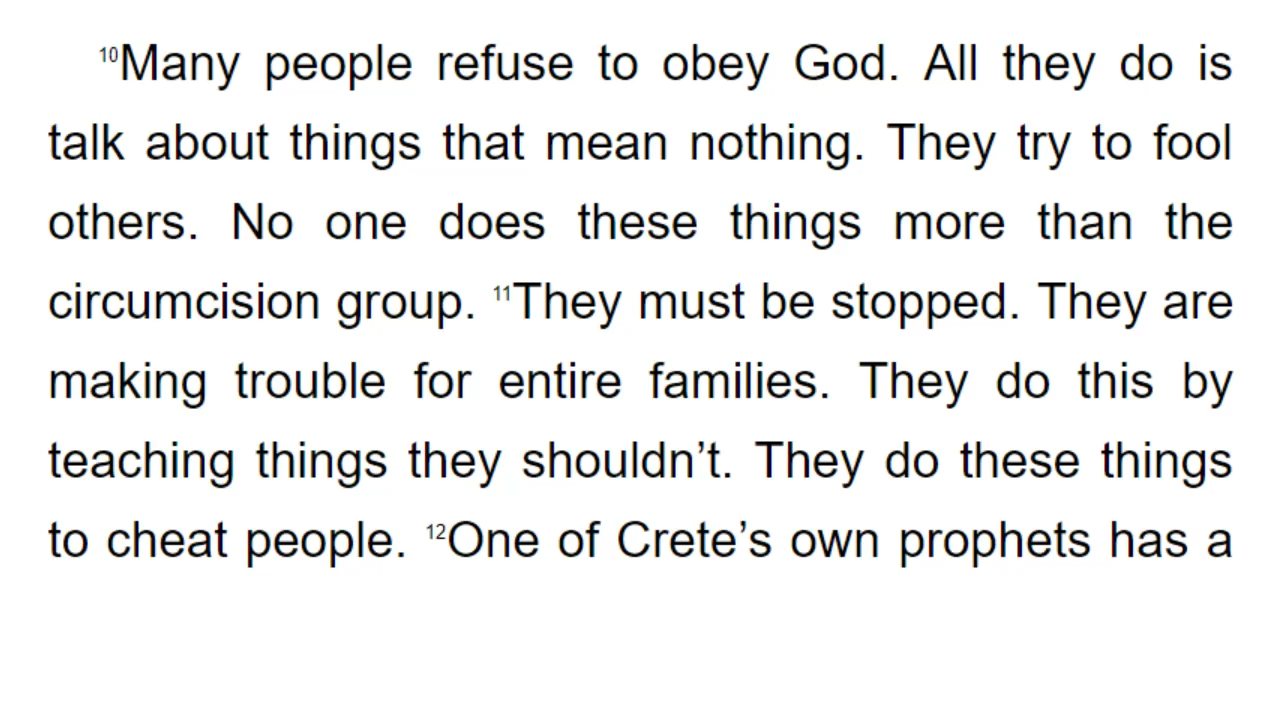 10Many people refuse to obey God. All they do is
talk about things that mean nothing. They try to fool
others. No one does these things more than the
circumcision group. 11They must be stopped. They are
making trouble for entire families. They do this by
teaching things they shouldn’t. They do these things
to cheat people. 12One of Crete’s own prophets has a